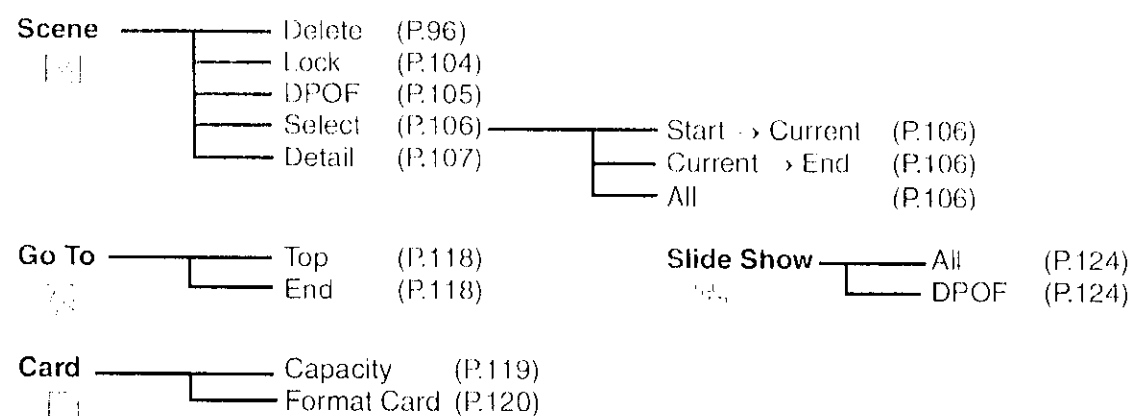 Scene Delete (P.96)
Lock (P.104)
DPOF (P.105)
Select (P.106) Start → Current (P.106)
Detail (P.107) Current → End (P.106)
All (P.106)
Go To Top (P.118) Slide Show All (P.124)
End (P.118) DPOF (P.124)
Card Capacity (P.119)
Format Card (P.120)